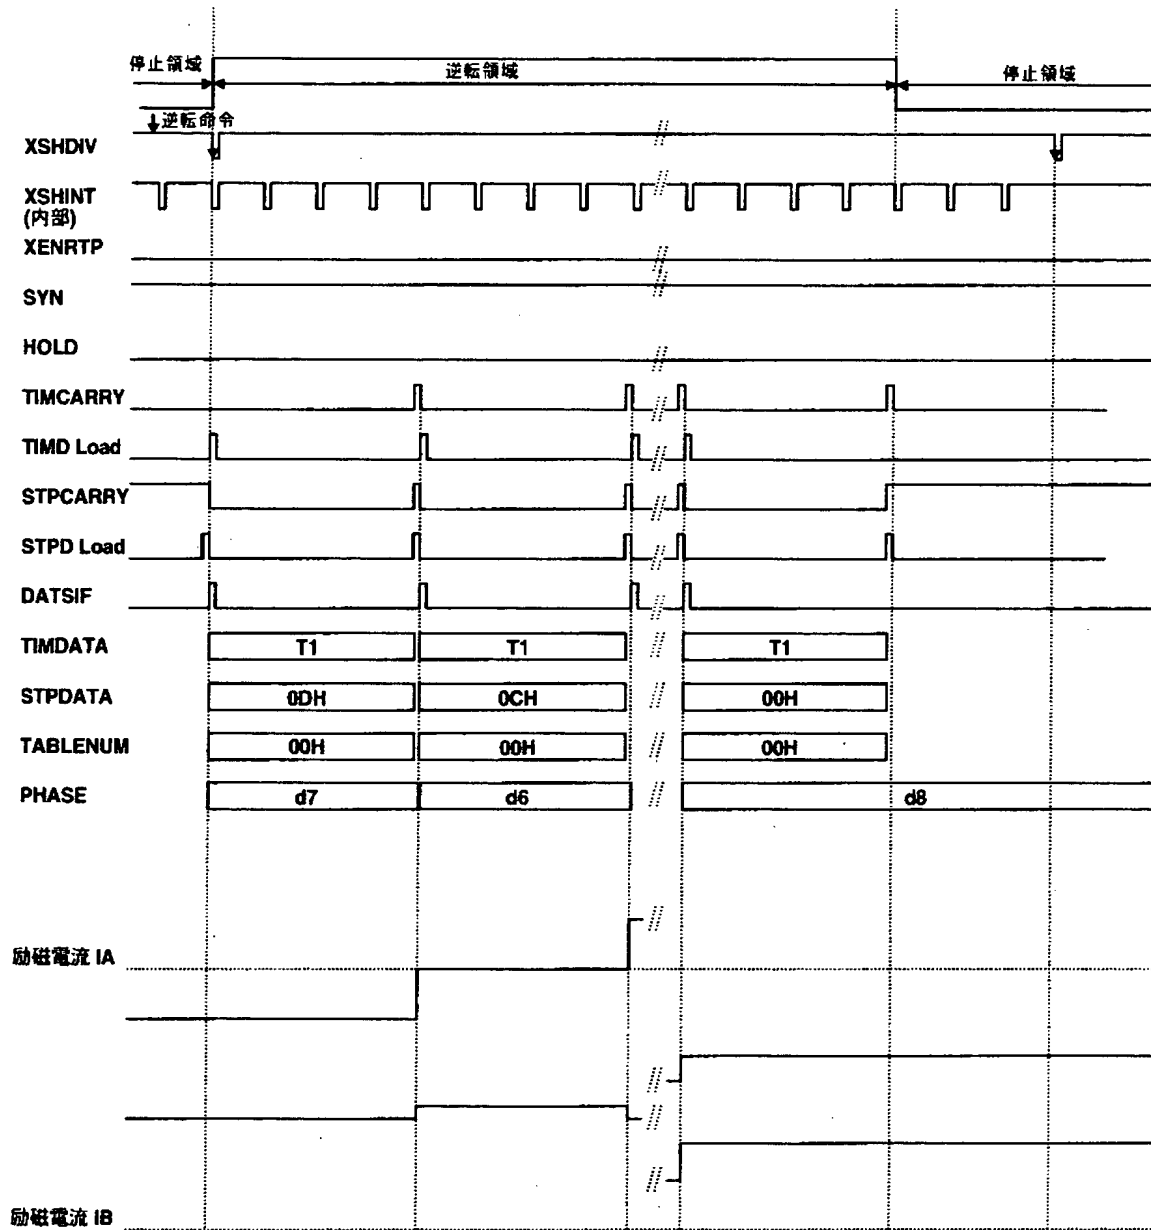 停止領域
逆転領域
停止領域
逆転命令
XSHDIV
XSHINT
(内部)
XENRTP
SYN
HOLD
TIMCARRY
TIMD Load
STPCARRY
STPD Load
DATSIF
TIMDATA T1 T1 T1
STPDATA 0DH 0CH 00H
TABLENUM 00H 00H 00H
PHASE d7 d6 d8
励磁電流 IA
励磁電流 IB